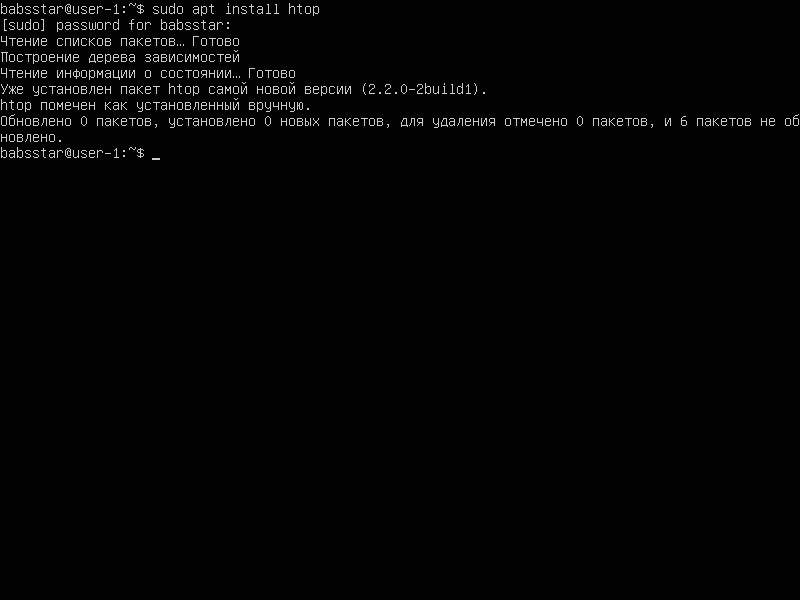 babsstar@user-1:~$ sudo apt install htop
[sudo] password for babsstar:
Чтение списков пакетов… Готово
Построение дерева зависимостей
Чтение информации о состоянии… Готово
Уже установлен пакет htop самой новой версии (2.2.0-2build1).
htop помечен как установленный вручную.
Обновлено 0 пакетов, установлено 0 новых пакетов, для удаления отмечено 0 пакетов, и 6 пакетов не об
новлено.
babsstar@user-1:~$ _